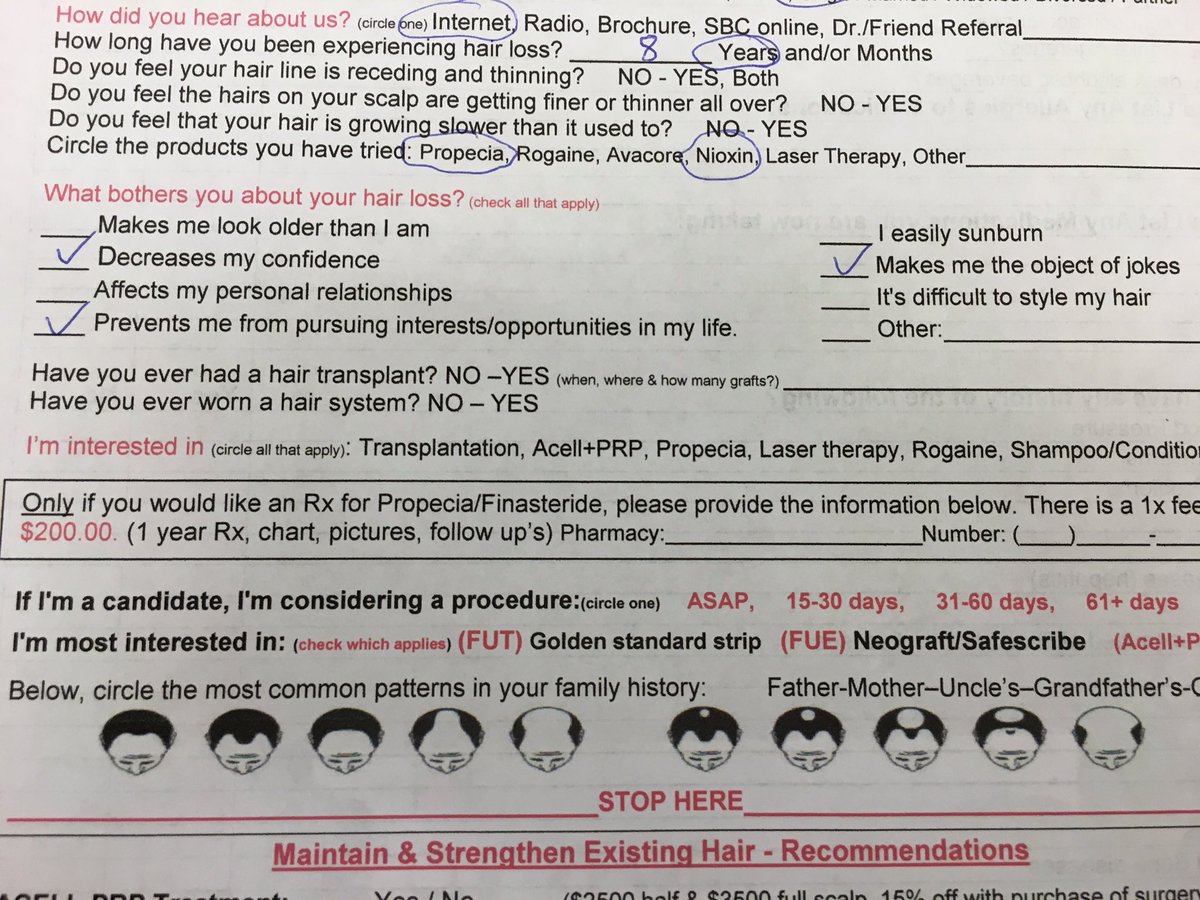 How did you hear about us? (circle one) Internet, Radio, Brochure, SBC online, Dr./Friend Referral
How long have you been experiencing hair loss? 8 Years and/or Months
Do you feel your hair line is receding and thinning? NO - YES, Both
Do you feel the hairs on your scalp are getting finer or thinner all over? NO - YES
Do you feel that your hair is growing slower than it used to? NO - YES
Circle the products you have tried: Propecia, Rogaine, Avacore, Nioxin, Laser Therapy, Other
What bothers you about your hair loss? (check all that apply)
Makes me look older than I am
I easily sunburn
Decreases my confidence
Makes me the object of jokes
Affects my personal relationships
It's difficult to style my hair
Prevents me from pursuing interests/opportunities in my life.
Other:
Have you ever had a hair transplant? NO –YES (when, where & how many grafts?)
Have you ever worn a hair system? NO – YES
I'm interested in (circle all that apply): Transplantation, Acell+PRP, Propecia, Laser therapy, Rogaine, Shampoo/Conditio
Only if you would like an Rx for Propecia/Finasteride, please provide the information below. There is a 1x fee
$200.00. (1 year Rx, chart, pictures, follow up's) Pharmacy: Number: ( ) -
If I'm a candidate, I'm considering a procedure:(circle one) ASAP, 15-30 days, 31-60 days, 61+ days
I'm most interested in: (check which applies) (FUT) Golden standard strip (FUE) Neograft/Safescribe (Acell+P
Below, circle the most common patterns in your family history: Father-Mother–Uncle's–Grandfather's-
STOP HERE
Maintain & Strengthen Existing Hair - Recommendations
Yes / No ($2500 half & $3500 full scalp, 15% off with purchase of surgery